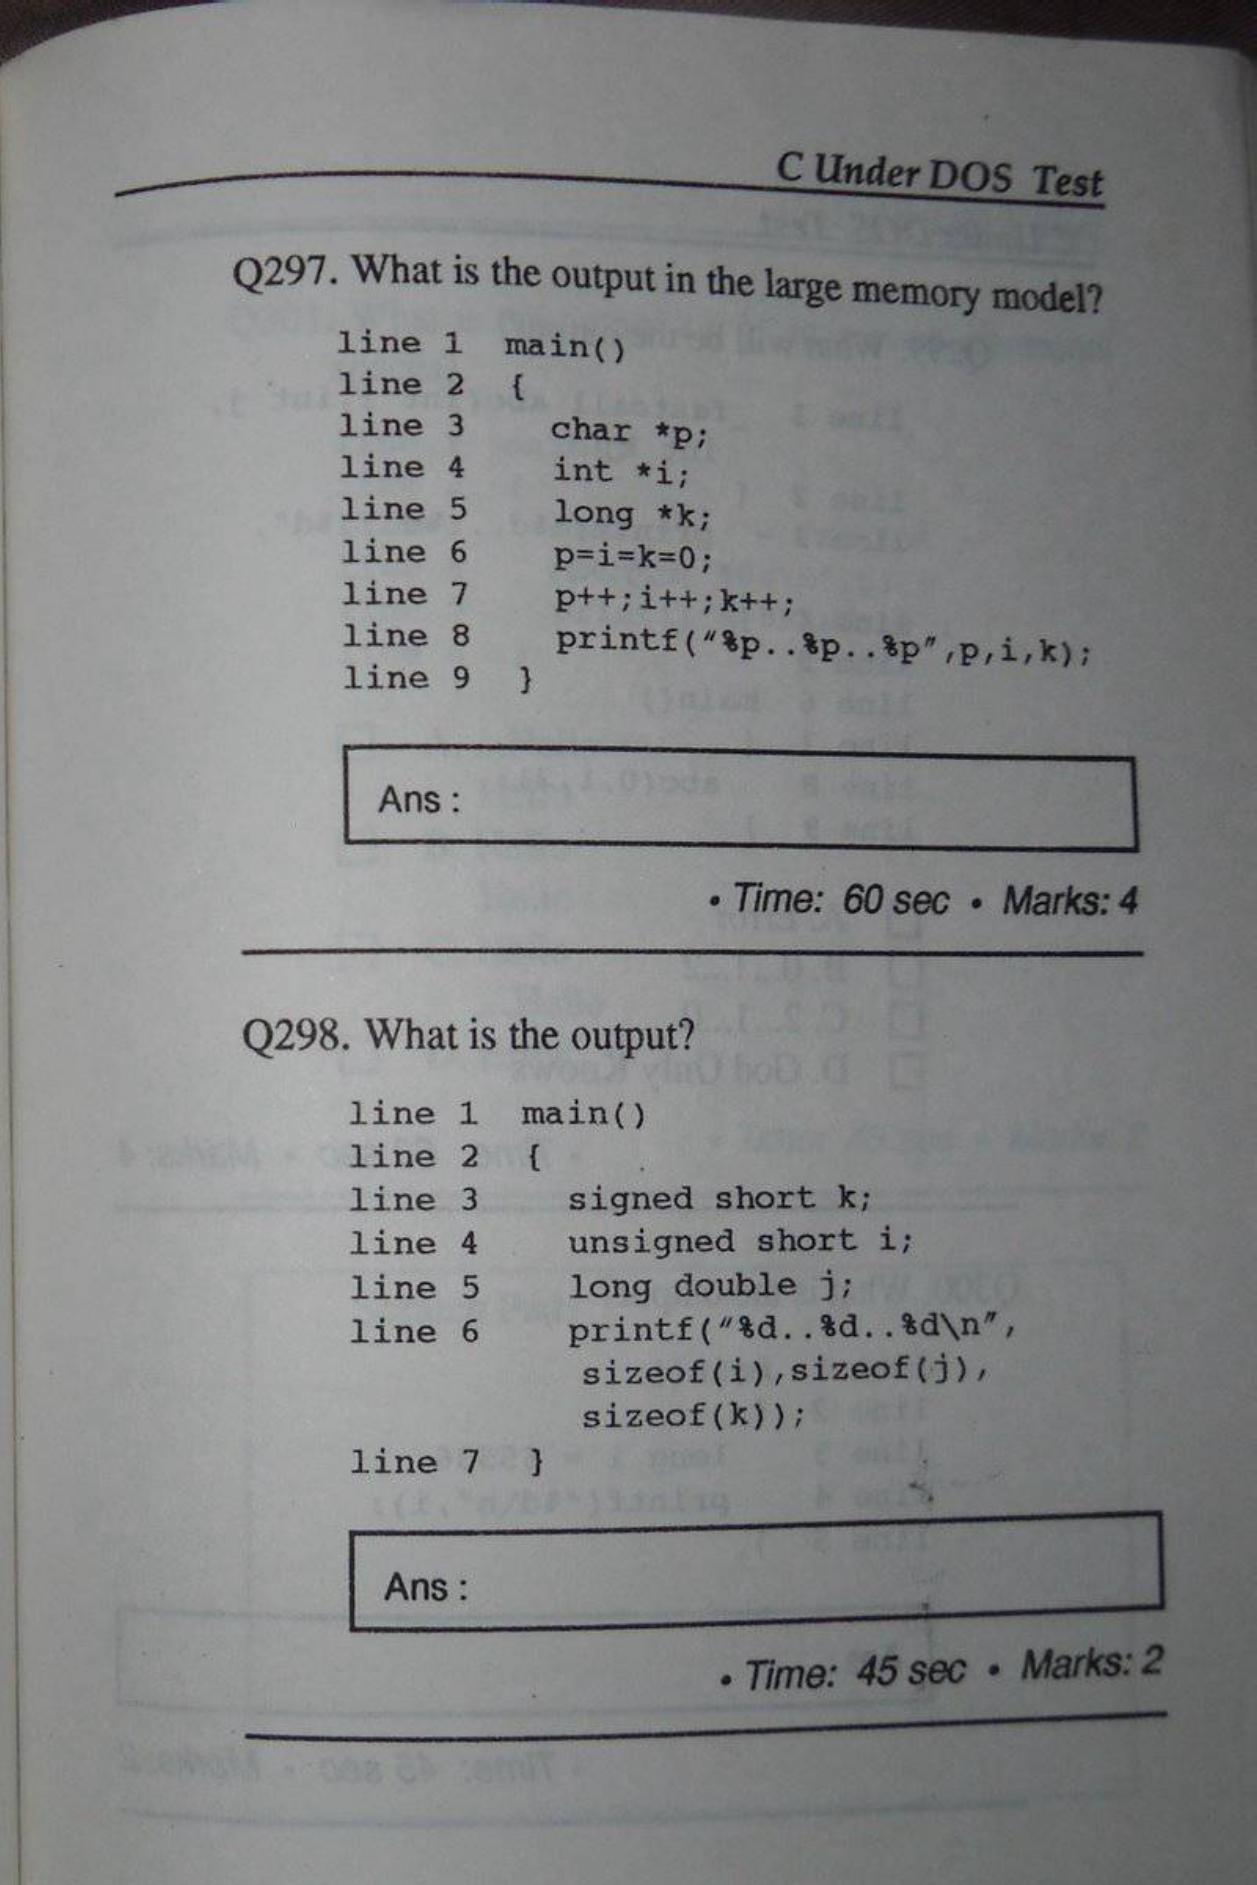 C Under DOS Test
Q297. What is the output in the large memory model?
line 1 main()
line 2 {
line 3 char *p;
line 4 int *i;
line 5 long *k;
line 6 p=i=k=0;
line 7 p++;i++;k++;
line 8 printf("%p..%p..%p",p,i,k);
line 9 }
Ans :
• Time: 60 sec • Marks: 4
Q298. What is the output?
line 1 main()
line 2 {
line 3 signed short k;
line 4 unsigned short i;
line 5 long double j;
line 6 printf("%d..%d..%d\n",
sizeof(i),sizeof(j),
sizeof(k));
line 7 }
Ans :
• Time: 45 sec • Marks: 2